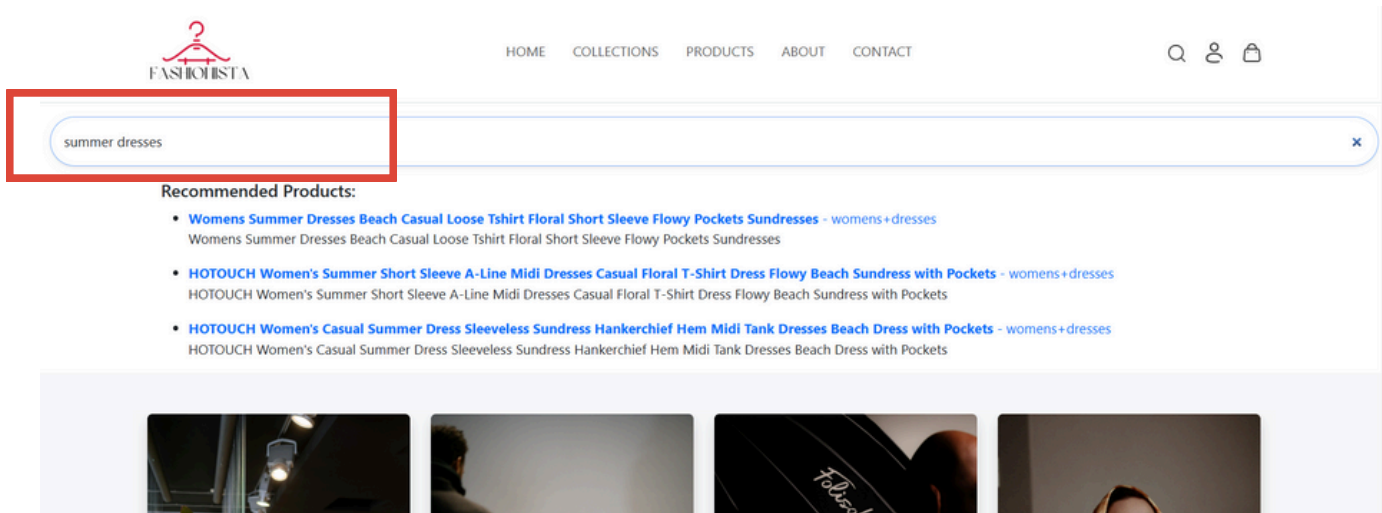 FASHIONISTA
HOME COLLECTIONS PRODUCTS ABOUT CONTACT
summer dresses
×
Recommended Products:
• Womens Summer Dresses Beach Casual Loose Tshirt Floral Short Sleeve Flowy Pockets Sundresses - womens+dresses
Womens Summer Dresses Beach Casual Loose Tshirt Floral Short Sleeve Flowy Pockets Sundresses
• HOTOUCH Women's Summer Short Sleeve A-Line Midi Dresses Casual Floral T-Shirt Dress Flowy Beach Sundress with Pockets - womens+dresses
HOTOUCH Women's Summer Short Sleeve A-Line Midi Dresses Casual Floral T-Shirt Dress Flowy Beach Sundress with Pockets
• HOTOUCH Women's Casual Summer Dress Sleeveless Sundress Hankerchief Hem Midi Tank Dresses Beach Dress with Pockets - womens+dresses
HOTOUCH Women's Casual Summer Dress Sleeveless Sundress Hankerchief Hem Midi Tank Dresses Beach Dress with Pockets